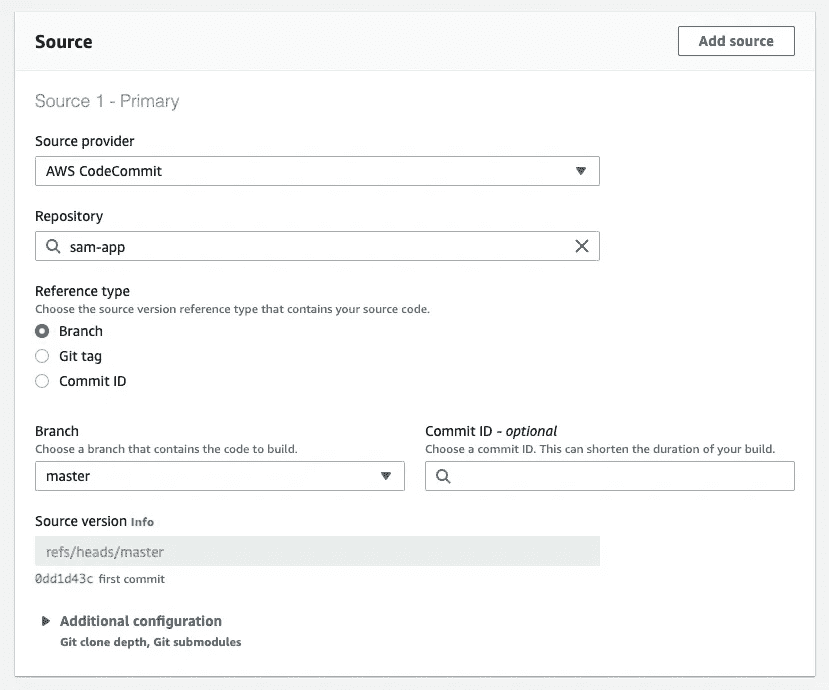 Source
Add source
Source 1 - Primary
Source provider
AWS CodeCommit
Repository
sam-app
Reference type
Choose the source version reference type that contains your source code.
Branch
Git tag
Commit ID
Branch
Commit ID - optional
Choose a branch that contains the code to build.
Choose a commit ID. This can shorten the duration of your build.
master
Source version Info
refs/heads/master
0dd1d43c first commit
Additional configuration
Git clone depth, Git submodules